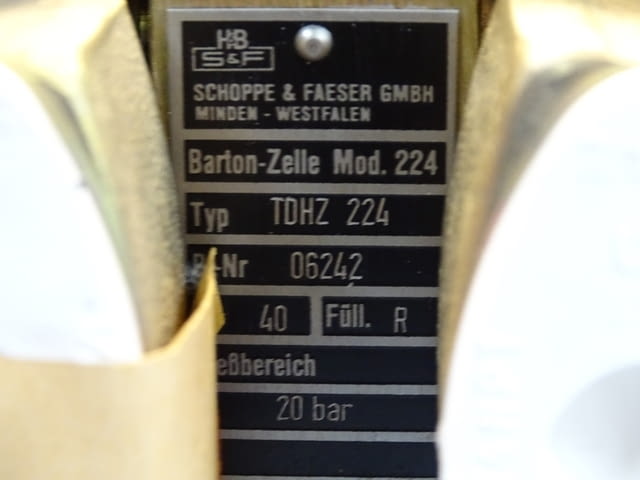 H&B
S&F
SCHOPPE & FAESER GMBH
MINDEN - WESTFALEN
Barton-Zelle Mod. 224
Typ TDHZ 224
-Nr 06242
40 Füll. R
eßbereich
20 bar